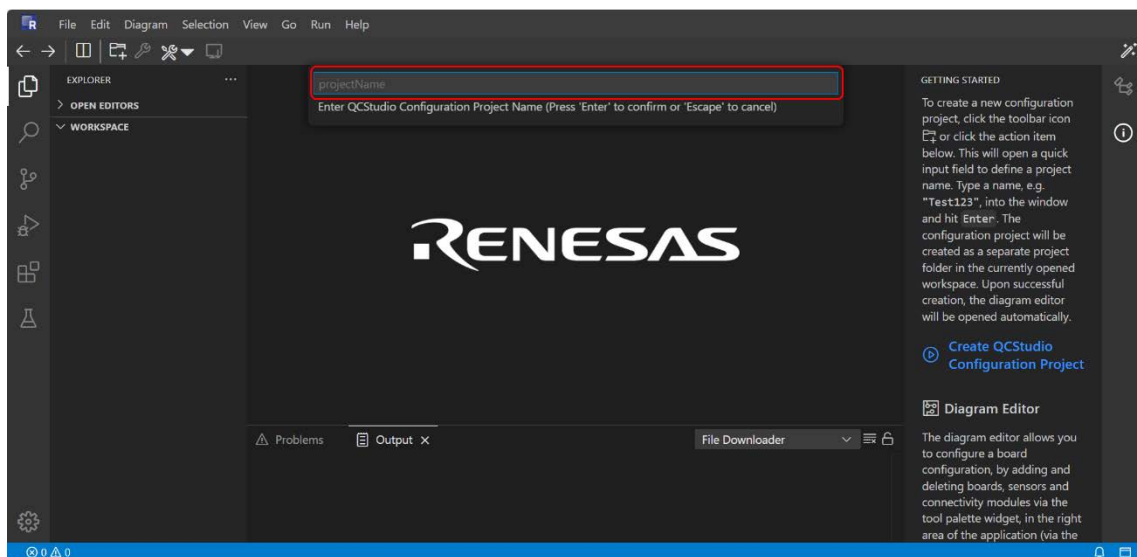 R File Edit Diagram Selection View Go Run Help
EXPLORER ...
> OPEN EDITORS
WORKSPACE
projectName
Enter QCStudio Configuration Project Name (Press 'Enter' to confirm or 'Escape' to cancel)
RENESAS
Problems Output × File Downloader
GETTING STARTED
To create a new configuration
project, click the toolbar icon
or click the action item
below. This will open a quick
input field to define a project
name. Type a name, e.g.
"Test123", into the window
and hit Enter. The
configuration project will be
created as a separate project
folder in the currently opened
workspace. Upon successful
creation, the diagram editor
will be opened automatically.
Create QCStudio
Configuration Project
Diagram Editor
The diagram editor allows you
to configure a board
configuration, by adding and
deleting boards, sensors and
connectivity modules via the
tool palette widget, in the right
area of the application (via the
0 0